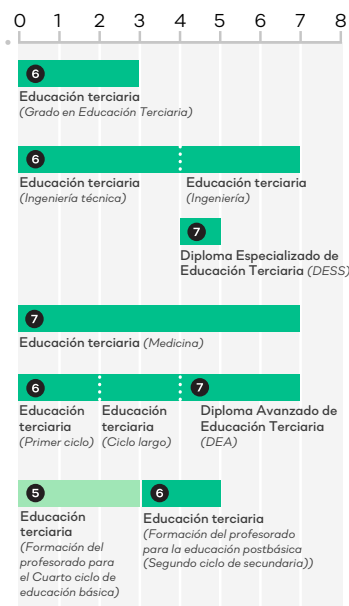 0 1 2 3 4 5 6 7 8
6
Educación terciaria
(Grado en Educación Terciaria)
6
Educación terciaria
(Ingeniería técnica)
Educación terciaria
(Ingeniería)
7
Diploma Especializado de
Educación Terciaria (DESS)
7
Educación terciaria (Medicina)
6
Educación
terciaria
(Primer ciclo)
Educación
terciaria
(Ciclo largo)
7
Diploma Avanzado de
Educación Terciaria
(DEA)
5
Educación
terciaria
(Formación del
profesorado para
el Cuarto ciclo de
educación básica)
6
Educación terciaria
(Formación del profesorado
para la educación postbásica
(Segundo ciclo de secundaria))